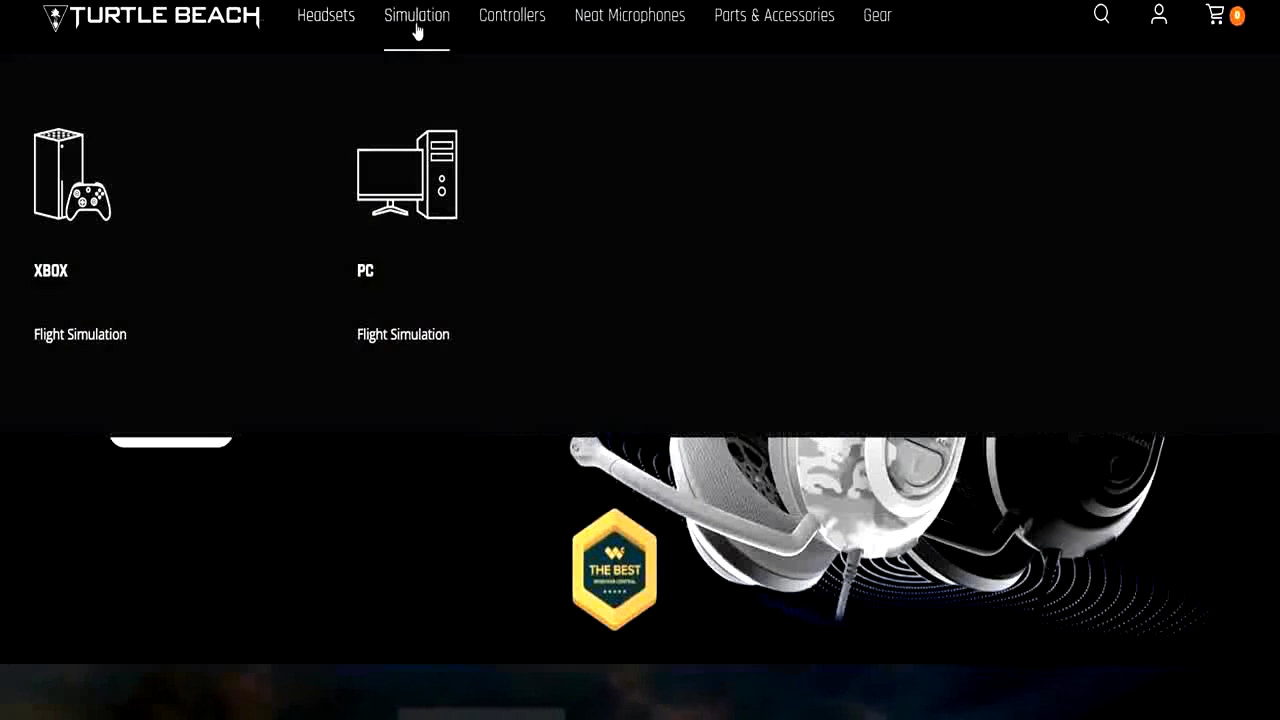 TURTLE BEACH
Headsets Simulation Controllers Neat Microphones Parts & Accessories Gear
0
XBOX PC
Flight Simulation Flight Simulation
THE BEST